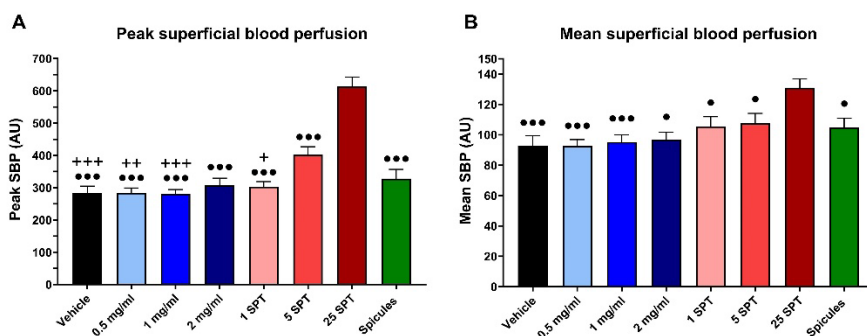 A
Peak superficial blood perfusion
Peak SBP (AU)
700
600
500
400
300
200
100
0
+++
●●●
++
●●●
+++
●●●
●●●
+
●●●
●●●
●●●
Vehicle
0.5 mg/ml
1 mg/ml
2 mg/ml
1 SPT
5 SPT
25 SPT
Spicules
B
Mean superficial blood perfusion
Mean SBP (AU)
150
140
120
100
80
60
40
20
0
●●●
●●●
●●●
●
●
●
●
Vehicle
0.5 mg/ml
1 mg/ml
2 mg/ml
1 SPT
5 SPT
25 SPT
Spicules